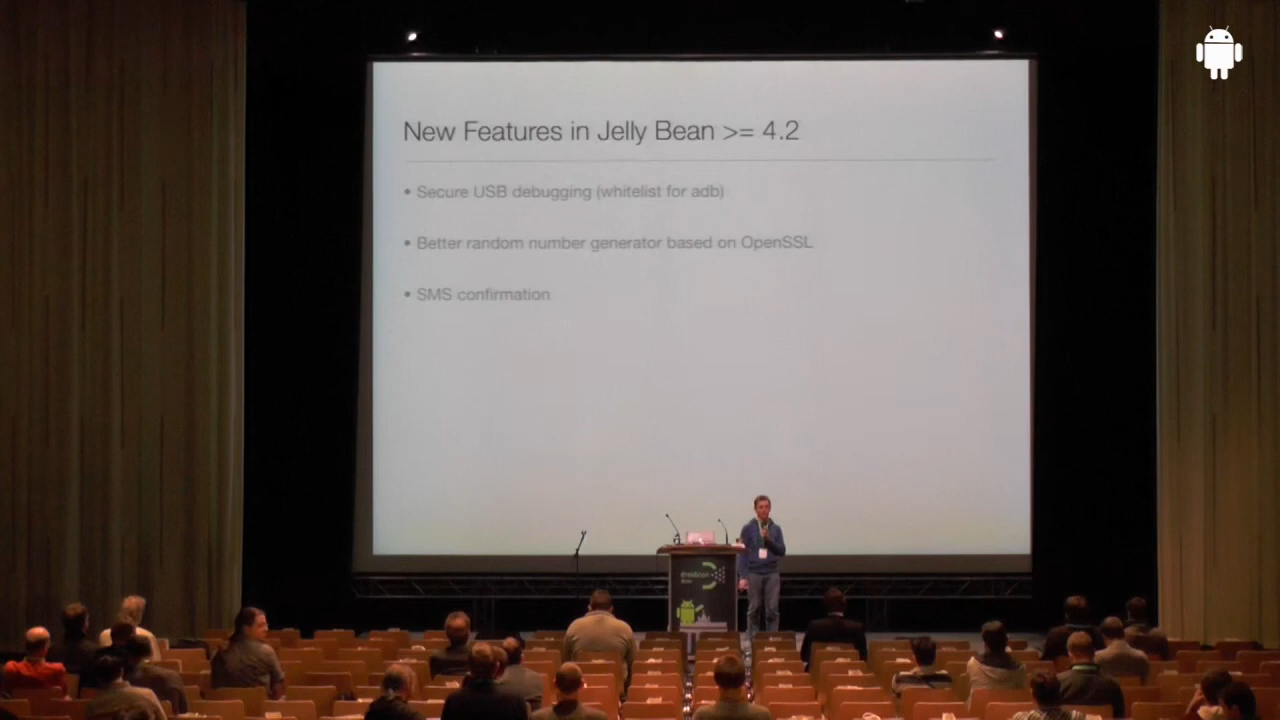 New Features in Jelly Bean >= 4.2
• Secure USB debugging (whitelist for adb)
• Better random number generator based on OpenSSL
• SMS confirmation
droidcon